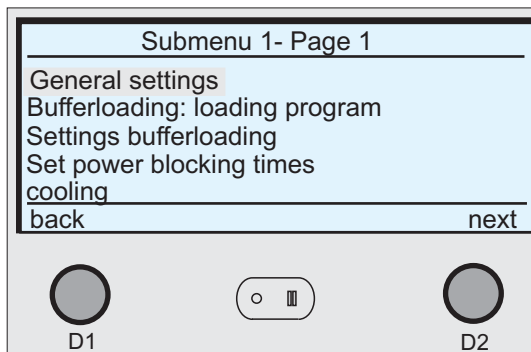 Submenu 1- Page 1
General settings
Bufferloading: loading program
Settings bufferloading
Set power blocking times
cooling
back next
D1 D2